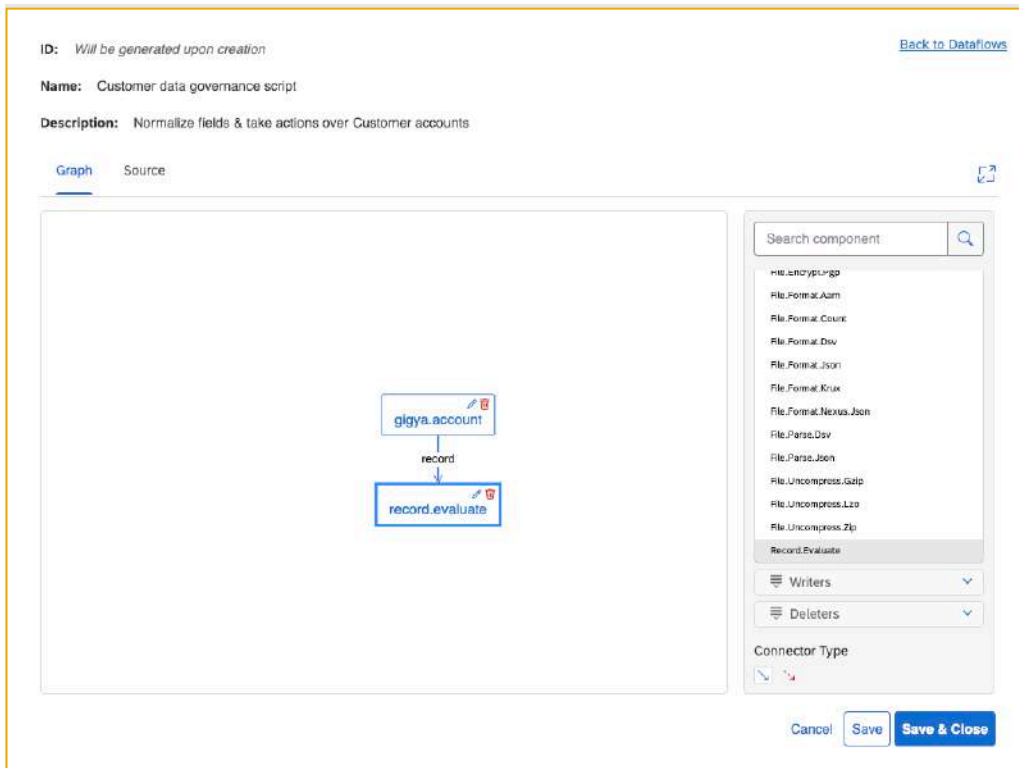 ID: Will be generated upon creation
Back to Dataflows
Name: Customer data governance script
Description: Normalize fields & take actions over Customer accounts
Graph Source
Search component
File.Encrypt.Pgp
File.Format.Aam
File.Format.Count
File.Format.Dsv
File.Format.Json
File.Format.Krux
File.Format.Nexus.Json
File.Parse.Dsv
File.Parse.Json
File.Uncompress.Gzip
File.Uncompress.Lzo
File.Uncompress.Zip
Record.Evaluate
gigya.account
record
record.evaluate
Writers
Deleters
Connector Type
Cancel Save Save & Close